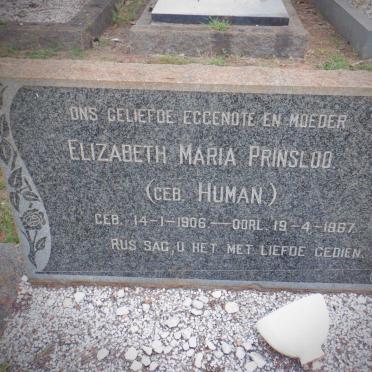 ONS GELIEFDE EGGENOTE EN MOEDER
ELIZABETH MARIA PRINSLOO
(GEB. HUMAN.)
GEB. 14-1-1906 — OORL. 19-4-1987
RUS SAG, U HET MET LIEFDE GEDIEN.